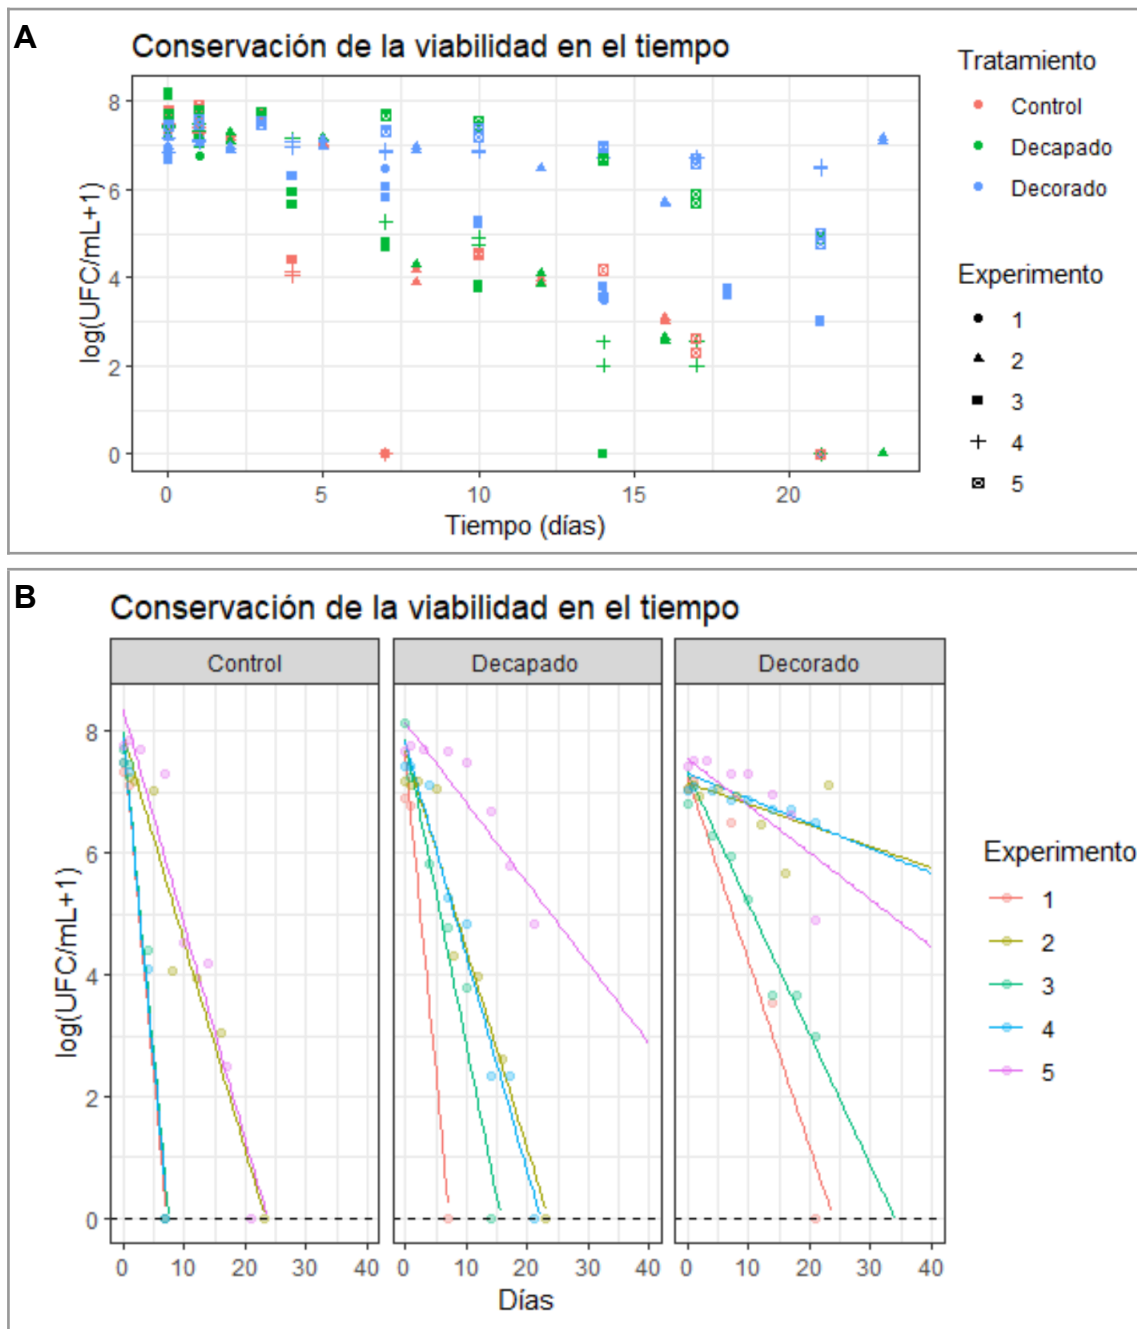 A
Conservación de la viabilidad en el tiempo
log(UFC/mL+1)
8
6
4
2
0
0 5 10 15 20
Tiempo (días)
Tratamiento
Control
Decapado
Decorado
Experimento
1
2
3
4
5
B
Conservación de la viabilidad en el tiempo
Control Decapado Decorado
log(UFC/mL+1)
8
6
4
2
0
0 10 20 30 40 0 10 20 30 40 0 10 20 30 40
Días
Experimento
1
2
3
4
5